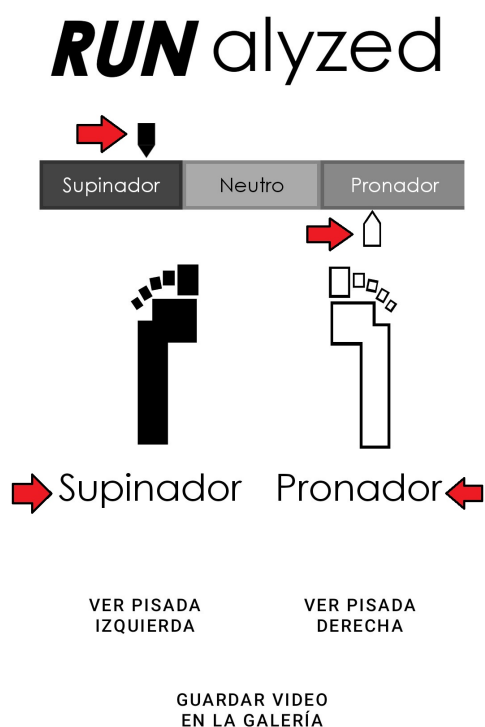 RUN alyzed
Supinador Neutro Pronador
Supinador Pronador
VER PISADA
IZQUIERDA
VER PISADA
DERECHA
GUARDAR VIDEO
EN LA GALERÍA